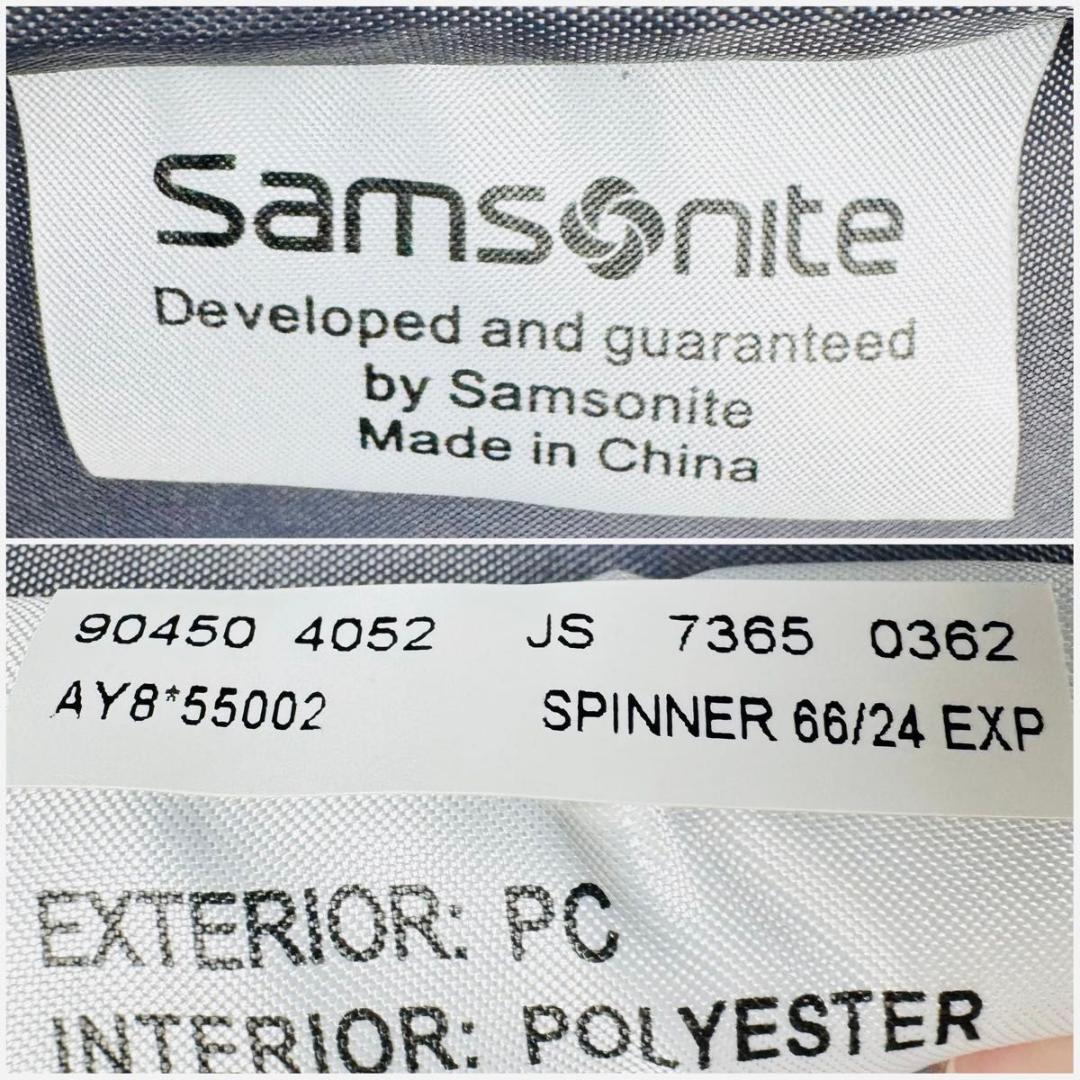 Samsonite
Developed and guaranteed
by Samsonite
Made in China
90450 4052 JS 7365 0362
AY8*55002 SPINNER 66/24 EXP
EXTERIOR: PC
INTERIOR: POLYESTER